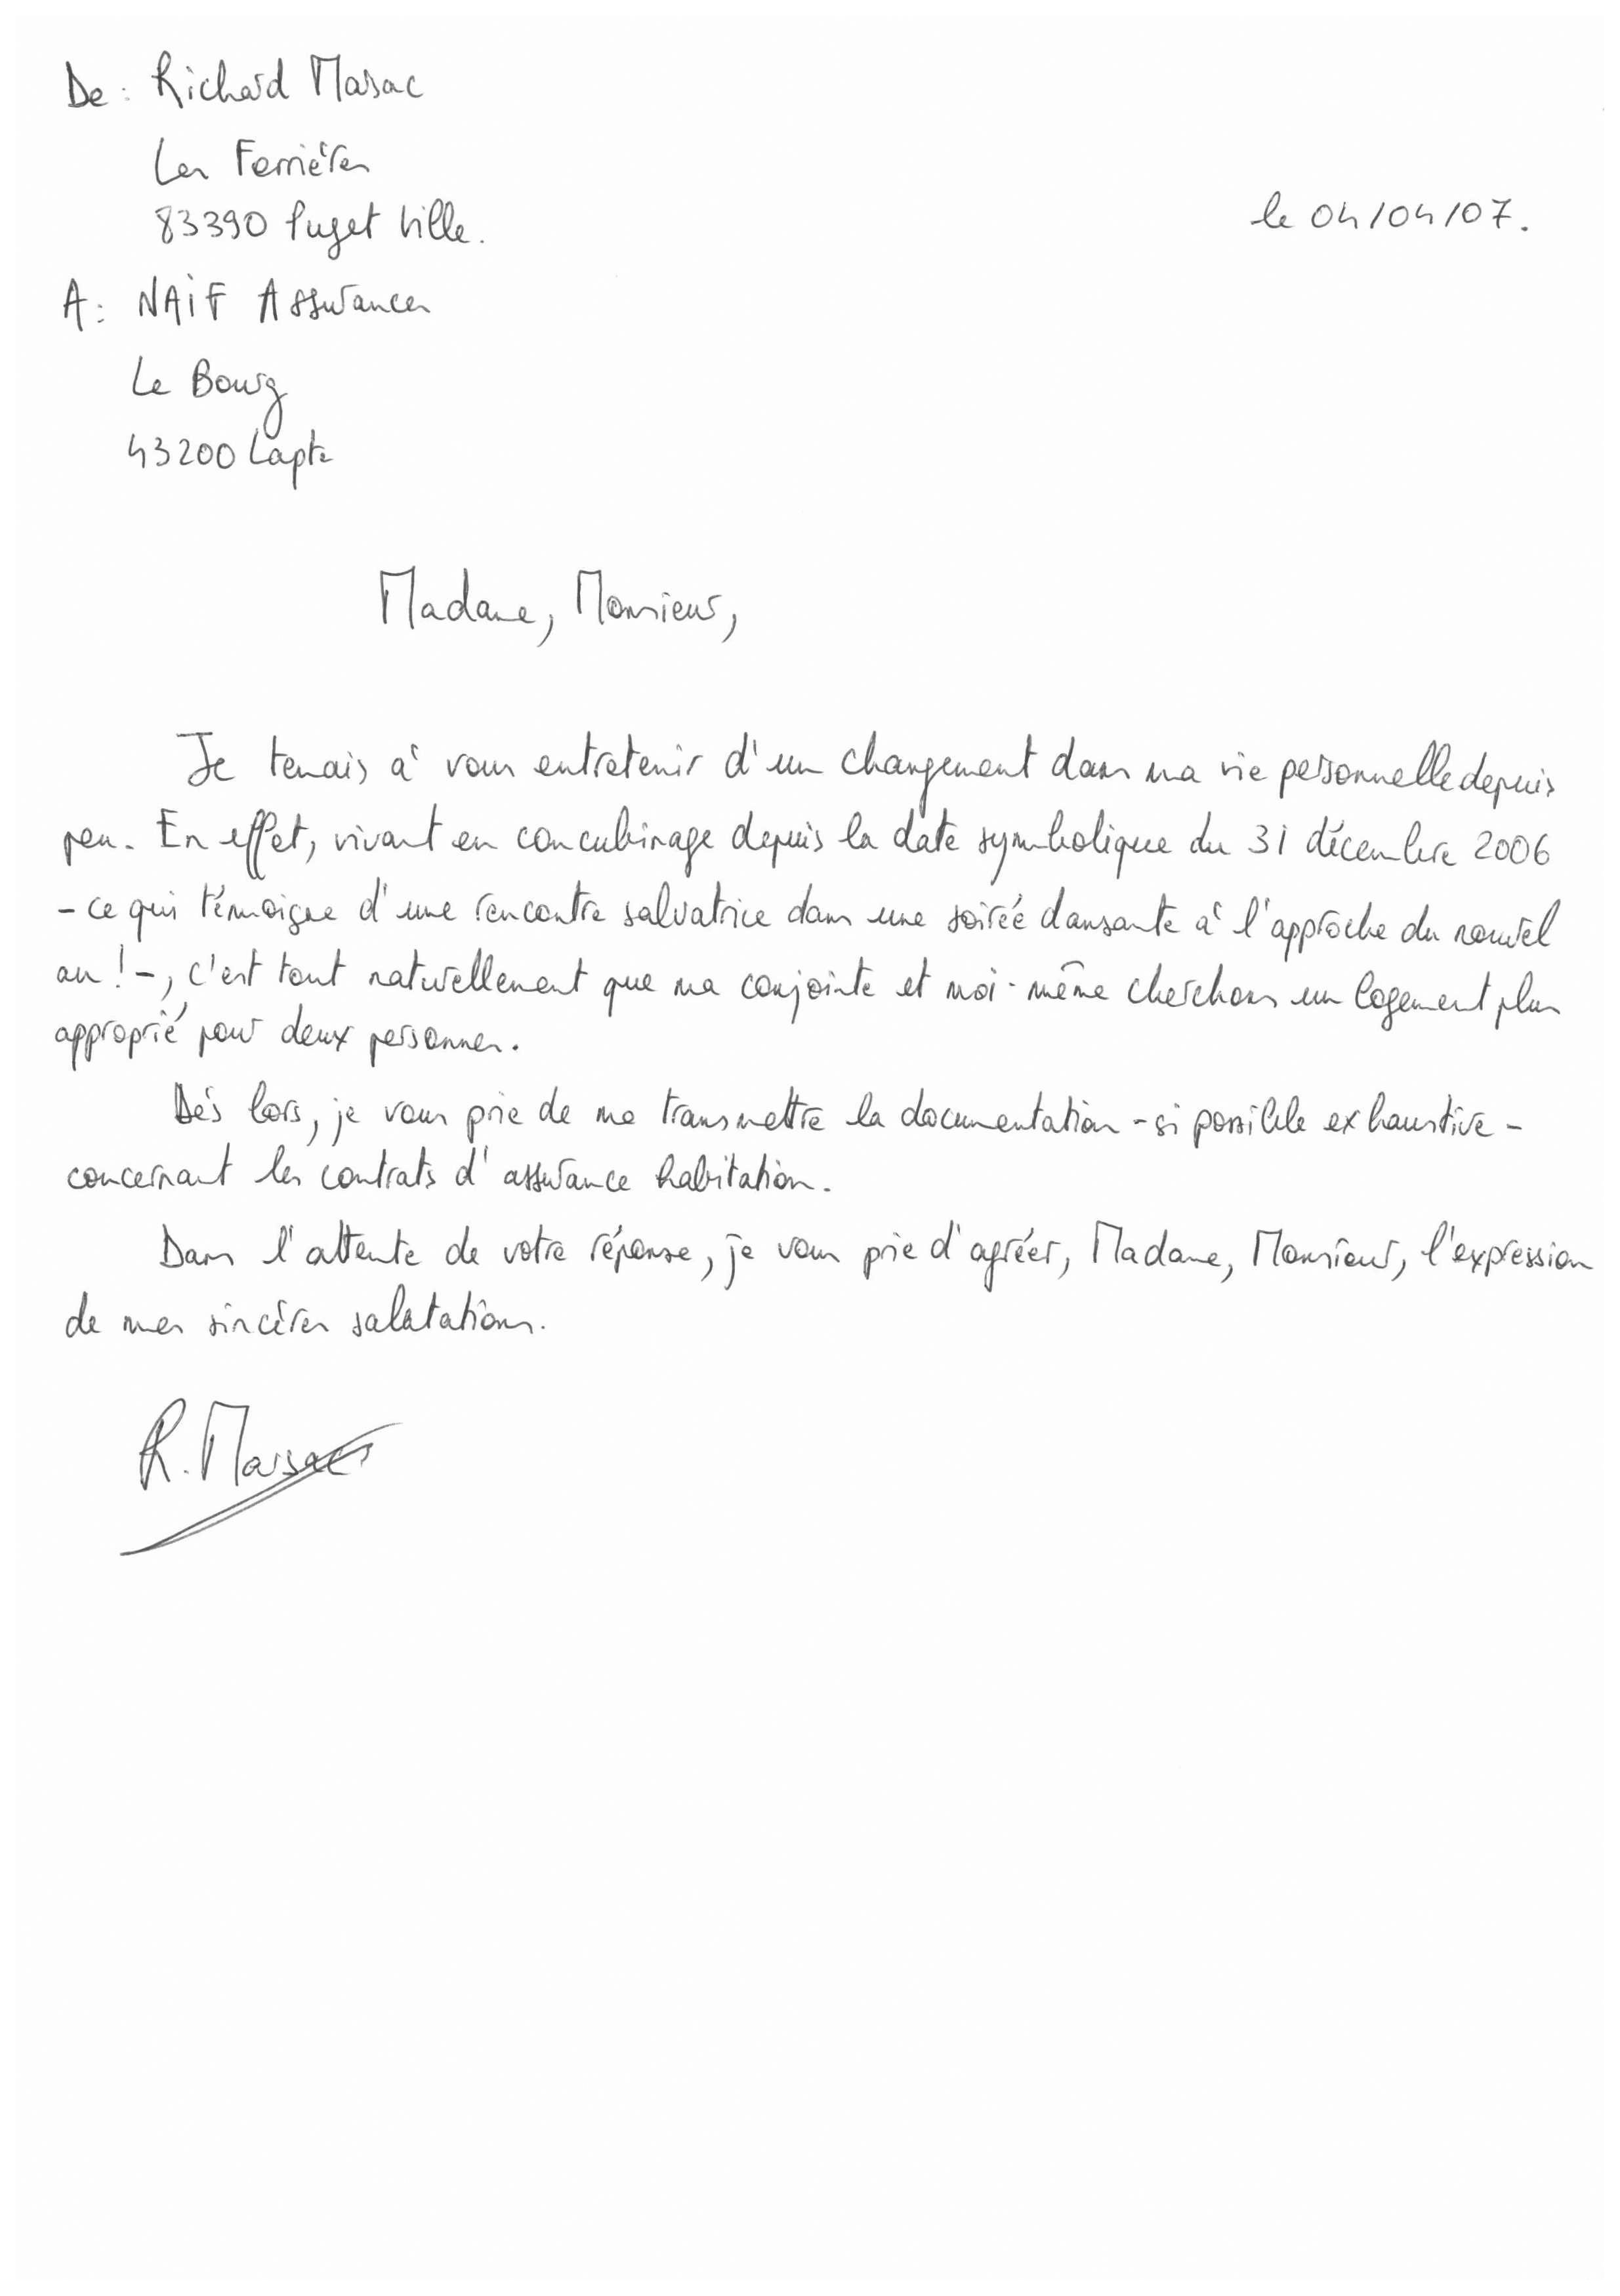 De : Richard Marsac
Les Ferrières
83390 Puget Ville.
le 04/04/07.
A : NAIF Assurances
Le Bourg
43200 Lapte
Madame, Monsieur,
Je tenais à vous entretenir d'un changement dans ma vie personnelle depuis
peu. En effet, vivant en concubinage depuis la date symbolique du 31 décembre 2006
- ce qui témoigne d'une rencontre salvatrice dans une soirée dansante à l'approche du nouvel
an ! -, c'est tout naturellement que ma conjointe et moi-même cherchons un logement plus
approprié pour deux personnes.
Dès lors, je vous prie de me transmettre la documentation - si possible exhaustive -
concernant les contrats d'assurance habitation.
Dans l'attente de votre réponse, je vous prie d'agréer, Madame, Monsieur, l'expression
de mes sincères salutations.
R. Marsac